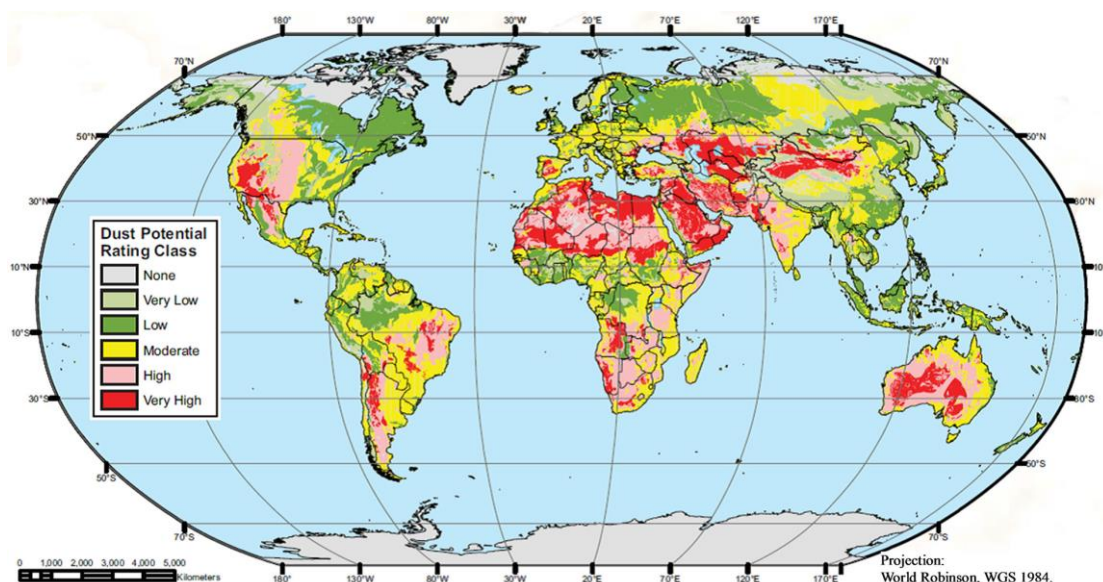 180° 130°W 80°W 30°W 20°E 70°E 120°E 170°E
70°N 70°N
50°N 50°N
30°N 30°N
Dust Potential
Rating Class
None
Very Low
Low
Moderate
High
Very High
10°N 10
10°S 10
30°S 30°S
50°S 50°S
70°S 70°S
180° 130°W 80°W 30°W 20°E 70°E 120°E 170°E
0 1,000 2,000 3,000 4,000 5,000
Kilometers
Projection:
World Robinson, WGS 1984.